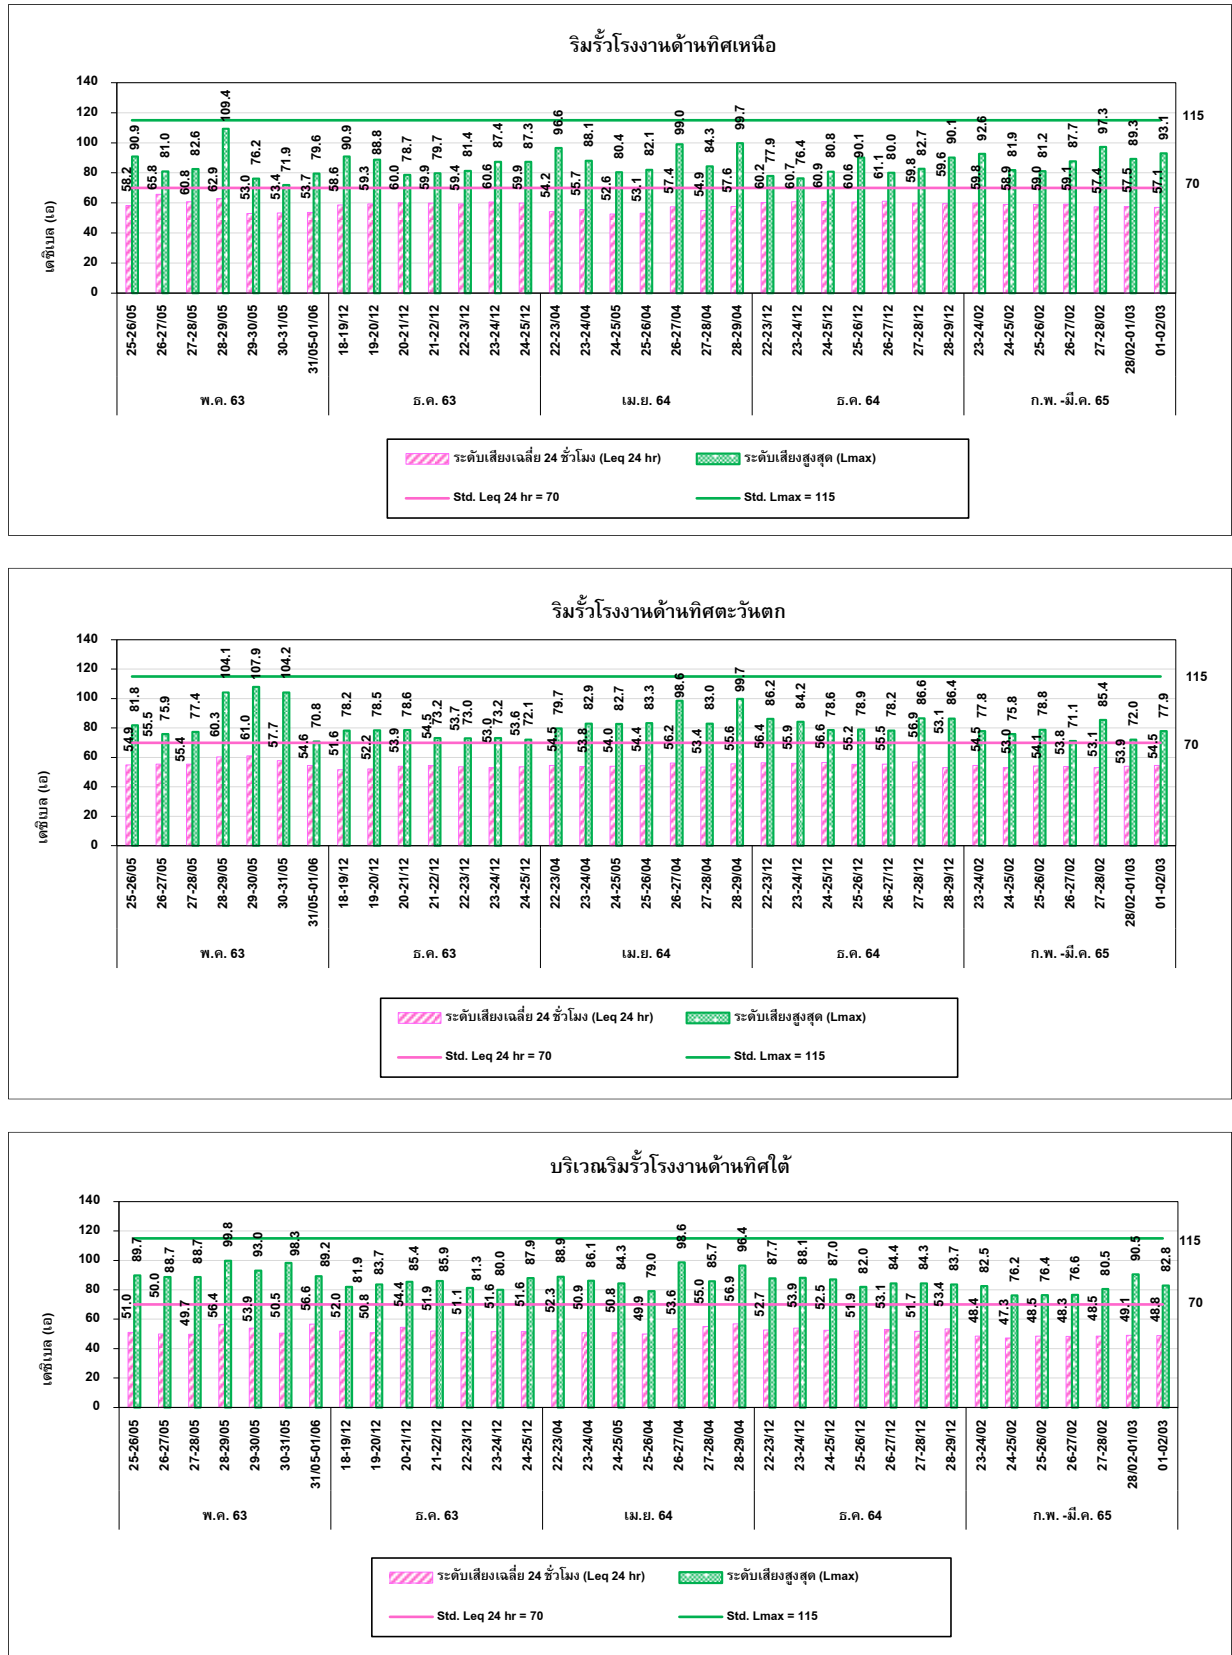 ริมรั้วโรงงานด้านทิศเหนือ
เดซิเบล (เอ)
140
120
100
80
60
40
20
0
58.2 90.9 65.8 81.0 60.8 82.6 62.9 109.4 53.0 76.2 53.4 71.9 53.7 79.6
58.6 90.9 59.3 88.8 60.0 78.7 59.9 79.7 59.4 81.4 60.6 87.4 59.9 87.3
54.2 96.6 55.7 88.1 52.6 80.4 53.1 82.1 57.4 99.0 54.9 84.3 57.6 99.7
60.2 77.9 60.7 76.4 60.9 80.8 60.6 90.1 61.1 80.0 59.8 82.7 59.6 90.1
59.8 92.6 58.9 81.9 59.0 81.2 59.1 87.7 57.4 97.3 57.5 89.3 57.1 93.1
115
70
25-26/05 26-27/05 27-28/05 28-29/05 29-30/05 30-31/05 31/05-01/06 18-19/12 19-20/12 20-21/12 21-22/12 22-23/12 23-24/12 24-25/12 22-23/04 23-24/04 24-25/05 25-26/04 26-27/04 27-28/04 28-29/04 22-23/12 23-24/12 24-25/12 25-26/12 26-27/12 27-28/12 28-29/12 23-24/02 24-25/02 25-26/02 26-27/02 27-28/02 28/02-01/03 01-02/03
พ.ค. 63 ธ.ค. 63 เม.ย. 64 ธ.ค. 64 ก.พ. -มี.ค. 65
ระดับเสียงเฉลี่ย 24 ชั่วโมง (Leq 24 hr) ระดับเสียงสูงสุด (Lmax)
Std. Leq 24 hr = 70 Std. Lmax = 115
ริมรั้วโรงงานด้านทิศตะวันตก
เดซิเบล (เอ)
140
120
100
80
60
40
20
0
54.9 81.8 55.5 75.9 55.4 77.4 60.3 104.1 61.0 107.9 57.7 104.2 54.6 70.8
51.6 78.2 52.2 78.5 53.9 78.6 54.5 73.2 53.7 73.0 53.0 73.2 53.6 72.1
54.5 79.7 53.8 82.9 54.0 82.7 54.4 83.3 56.2 98.6 53.4 83.0 55.6 99.7
56.4 86.2 55.9 84.2 56.6 78.6 55.2 78.9 55.5 78.2 56.9 86.6 53.1 86.4
54.5 77.8 53.0 75.8 54.1 78.8 53.8 71.1 53.1 85.4 53.9 72.0 54.5 77.9
115
70
25-26/05 26-27/05 27-28/05 28-29/05 29-30/05 30-31/05 31/05-01/06 18-19/12 19-20/12 20-21/12 21-22/12 22-23/12 23-24/12 24-25/12 22-23/04 23-24/04 24-25/05 25-26/04 26-27/04 27-28/04 28-29/04 22-23/12 23-24/12 24-25/12 25-26/12 26-27/12 27-28/12 28-29/12 23-24/02 24-25/02 25-26/02 26-27/02 27-28/02 28/02-01/03 01-02/03
พ.ค. 63 ธ.ค. 63 เม.ย. 64 ธ.ค. 64 ก.พ. -มี.ค. 65
ระดับเสียงเฉลี่ย 24 ชั่วโมง (Leq 24 hr) ระดับเสียงสูงสุด (Lmax)
Std. Leq 24 hr = 70 Std. Lmax = 115
บริเวณริมรั้วโรงงานด้านทิศใต้
เดซิเบล (เอ)
140
120
100
80
60
40
20
0
51.0 89.7 50.0 88.7 49.7 88.7 56.4 99.8 53.9 93.0 50.5 98.3 56.6 89.2
52.0 81.9 50.8 83.7 54.4 85.4 51.9 85.9 51.1 81.3 51.6 80.0 51.6 87.9
52.3 88.9 50.9 86.1 50.8 84.3 49.9 79.0 53.6 98.6 55.0 85.7 56.9 96.4
52.7 87.7 53.9 88.1 52.5 87.0 51.9 82.0 53.1 84.4 51.7 84.3 53.4 83.7
48.4 82.5 47.3 76.2 48.5 76.4 48.3 76.6 48.5 80.5 49.1 90.5 48.8 82.8
115
70
25-26/05 26-27/05 27-28/05 28-29/05 29-30/05 30-31/05 31/05-01/06 18-19/12 19-20/12 20-21/12 21-22/12 22-23/12 23-24/12 24-25/12 22-23/04 23-24/04 24-25/05 25-26/04 26-27/04 27-28/04 28-29/04 22-23/12 23-24/12 24-25/12 25-26/12 26-27/12 27-28/12 28-29/12 23-24/02 24-25/02 25-26/02 26-27/02 27-28/02 28/02-01/03 01-02/03
พ.ค. 63 ธ.ค. 63 เม.ย. 64 ธ.ค. 64 ก.พ. -มี.ค. 65
ระดับเสียงเฉลี่ย 24 ชั่วโมง (Leq 24 hr) ระดับเสียงสูงสุด (Lmax)
Std. Leq 24 hr = 70 Std. Lmax = 115